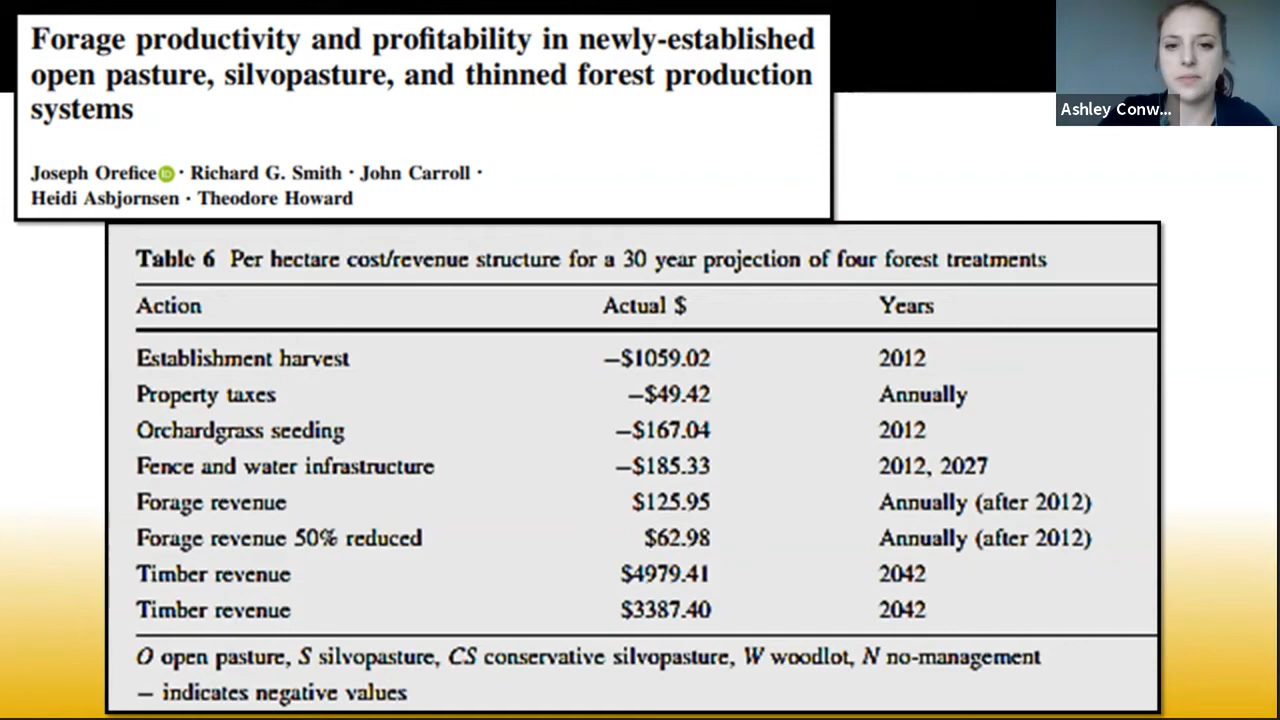 Forage productivity and profitability in newly-established
open pasture, silvopasture, and thinned forest production
systems
Joseph Orefice iD · Richard G. Smith · John Carroll ·
Heidi Asbjornsen · Theodore Howard
Ashley Conw...
Table 6 Per hectare cost/revenue structure for a 30 year projection of four forest treatments
Action Actual $ Years
Establishment harvest –$1059.02 2012
Property taxes –$49.42 Annually
Orchardgrass seeding –$167.04 2012
Fence and water infrastructure –$185.33 2012, 2027
Forage revenue $125.95 Annually (after 2012)
Forage revenue 50% reduced $62.98 Annually (after 2012)
Timber revenue $4979.41 2042
Timber revenue $3387.40 2042
O open pasture, S silvopasture, CS conservative silvopasture, W woodlot, N no-management
– indicates negative values